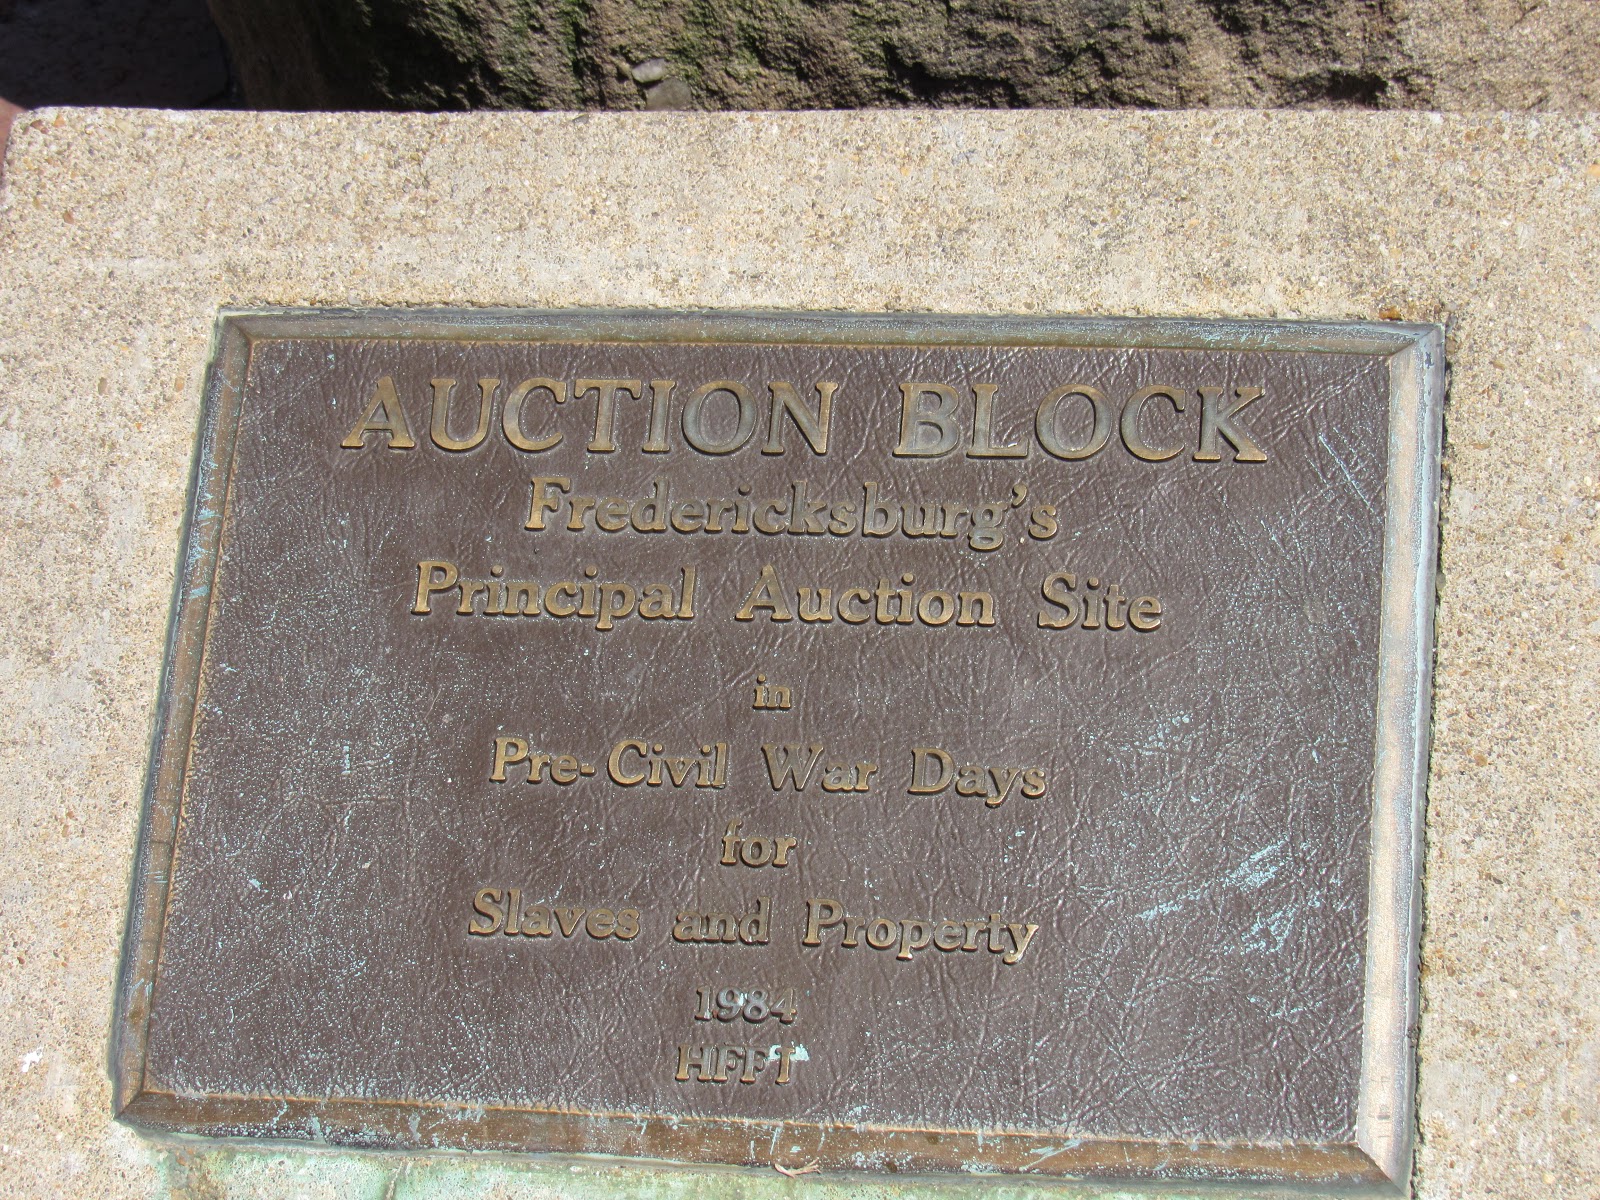 AUCTION BLOCK
Fredericksburg's
Principal Auction Site
in
Pre-Civil War Days
for
Slaves and Property
1984
HFFI